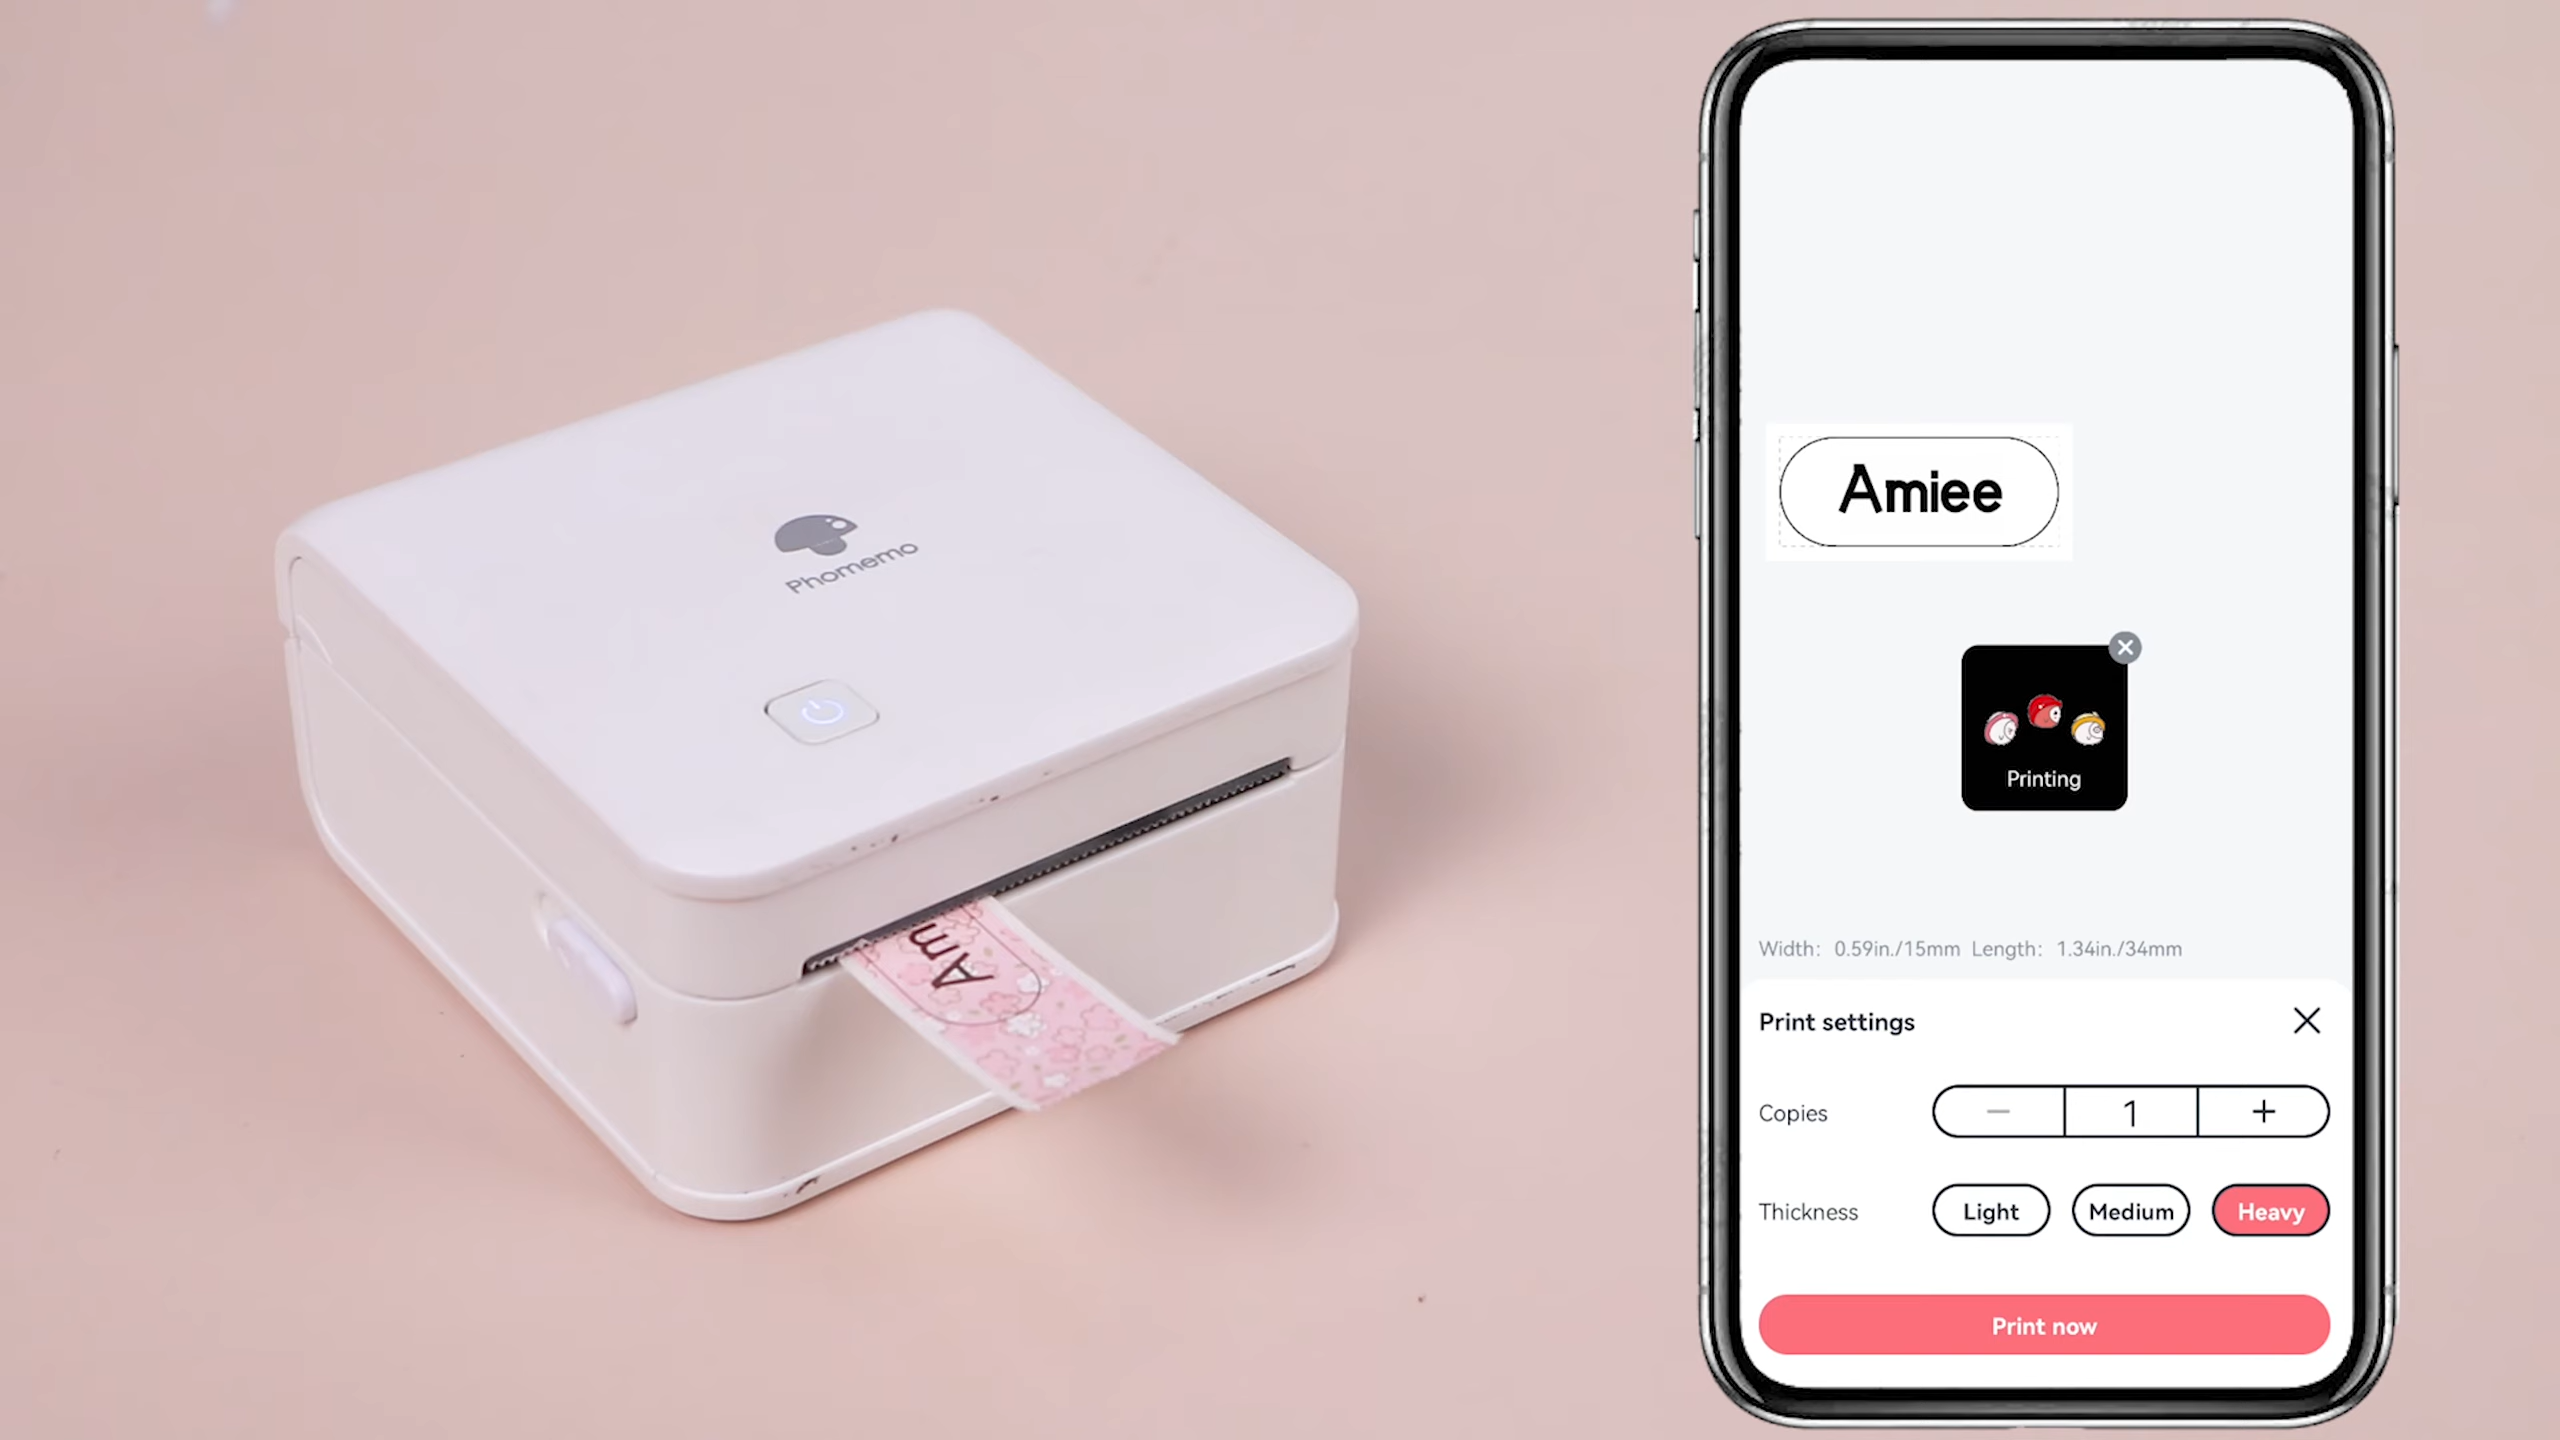 Phomemo
Am
Amiee
Printing
Width: 0.59in./15mm Length: 1.34in./34mm
Print settings
Copies
1
Thickness
Light
Medium
Heavy
Print now